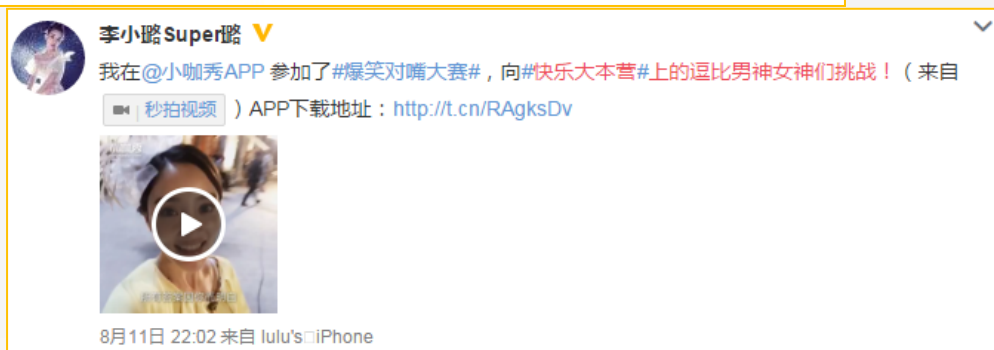 李小璐Super璐
我在@小咖秀APP 参加了#爆笑对嘴大赛#，向#快乐大本营#上的逗比男神女神们挑战！（来自
秒拍视频 ）APP下载地址：http://t.cn/RAgksDv
8月11日 22:02 来自 lulu's□iPhone